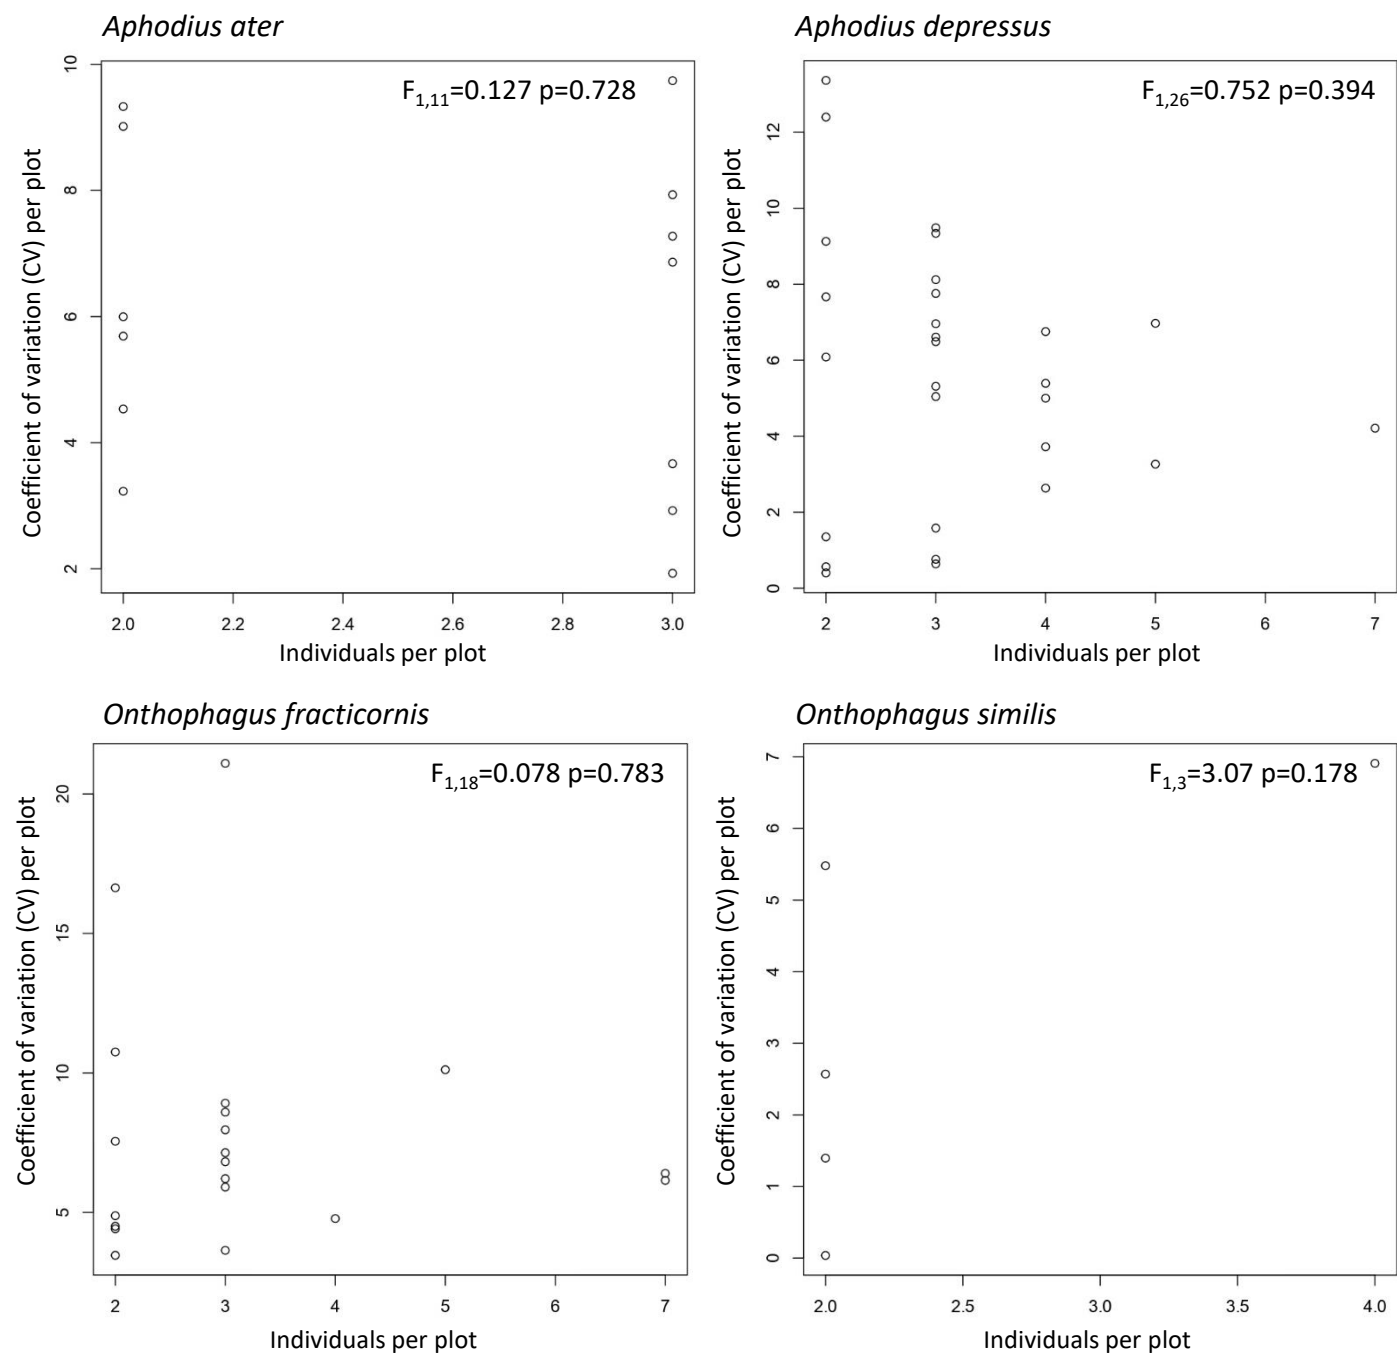 Aphodius ater
F1,11=0.127 p=0.728
Coefficient of variation (CV) per plot
10
8
6
4
2
2.0 2.2 2.4 2.6 2.8 3.0
Individuals per plot
Aphodius depressus
F1,26=0.752 p=0.394
Coefficient of variation (CV) per plot
12
10
8
6
4
2
0
2 3 4 5 6 7
Individuals per plot
Onthophagus fracticornis
F1,18=0.078 p=0.783
Coefficient of variation (CV) per plot
20
15
10
5
2 3 4 5 6 7
Individuals per plot
Onthophagus similis
F1,3=3.07 p=0.178
Coefficient of variation (CV) per plot
7
6
5
4
3
2
1
0
2.0 2.5 3.0 3.5 4.0
Individuals per plot